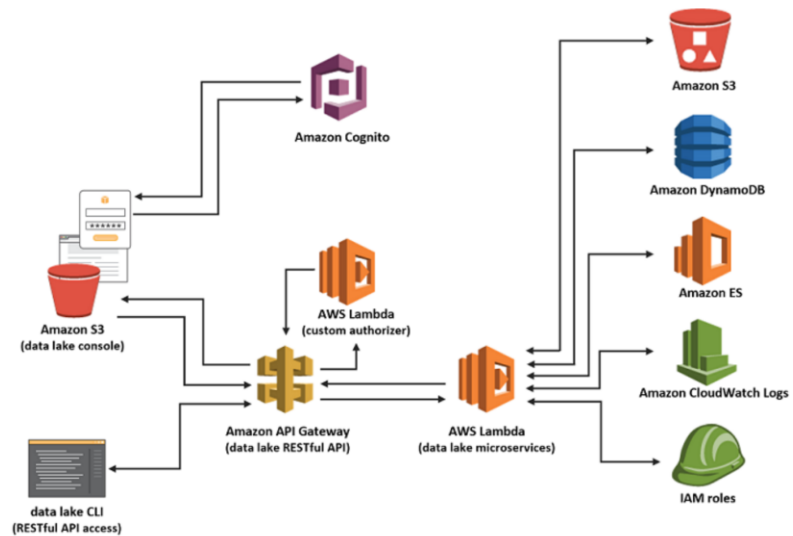 Amazon S3
Amazon Cognito
Amazon DynamoDB
******
Amazon ES
AWS Lambda
(custom authorizer)
Amazon S3
(data lake console)
Amazon CloudWatch Logs
Amazon API Gateway
(data lake RESTful API)
AWS Lambda
(data lake microservices)
IAM roles
data lake CLI
(RESTful API access)